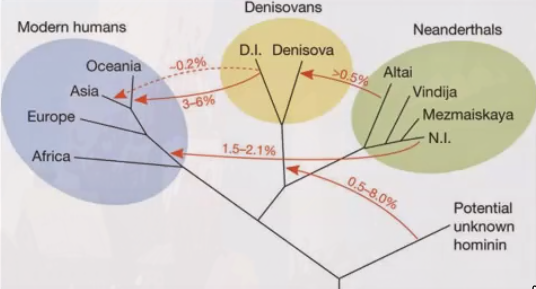 Modern humans
Denisovans
Neanderthals
Oceania
Asia
Europe
Africa
D.I. Denisova
Altai
Vindija
Mezmaiskaya
N.I.
~0.2%
3–6%
>0.5%
1.5–2.1%
0.5–8.0%
Potential
unknown
hominin